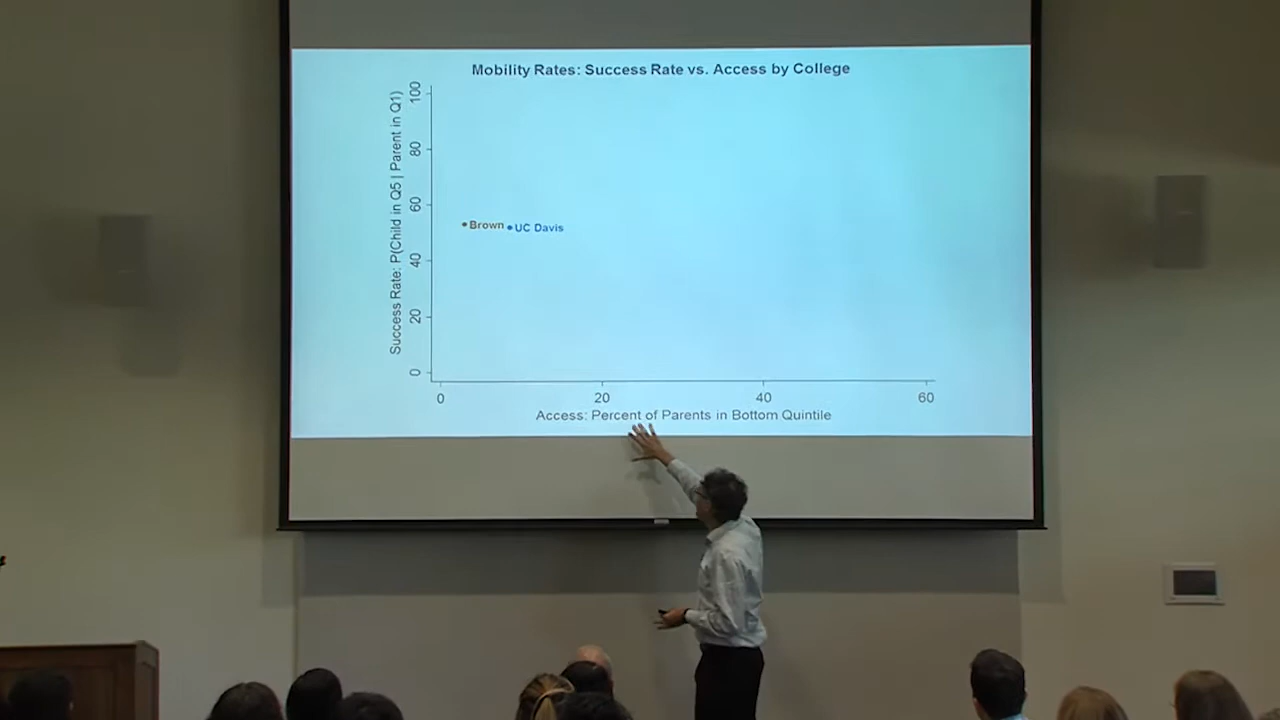 Mobility Rates: Success Rate vs. Access by College
Success Rate: P(Child in Q5 | Parent in Q1)
100
80
60
40
20
0
Brown
UC Davis
0 20 40 60
Access: Percent of Parents in Bottom Quintile